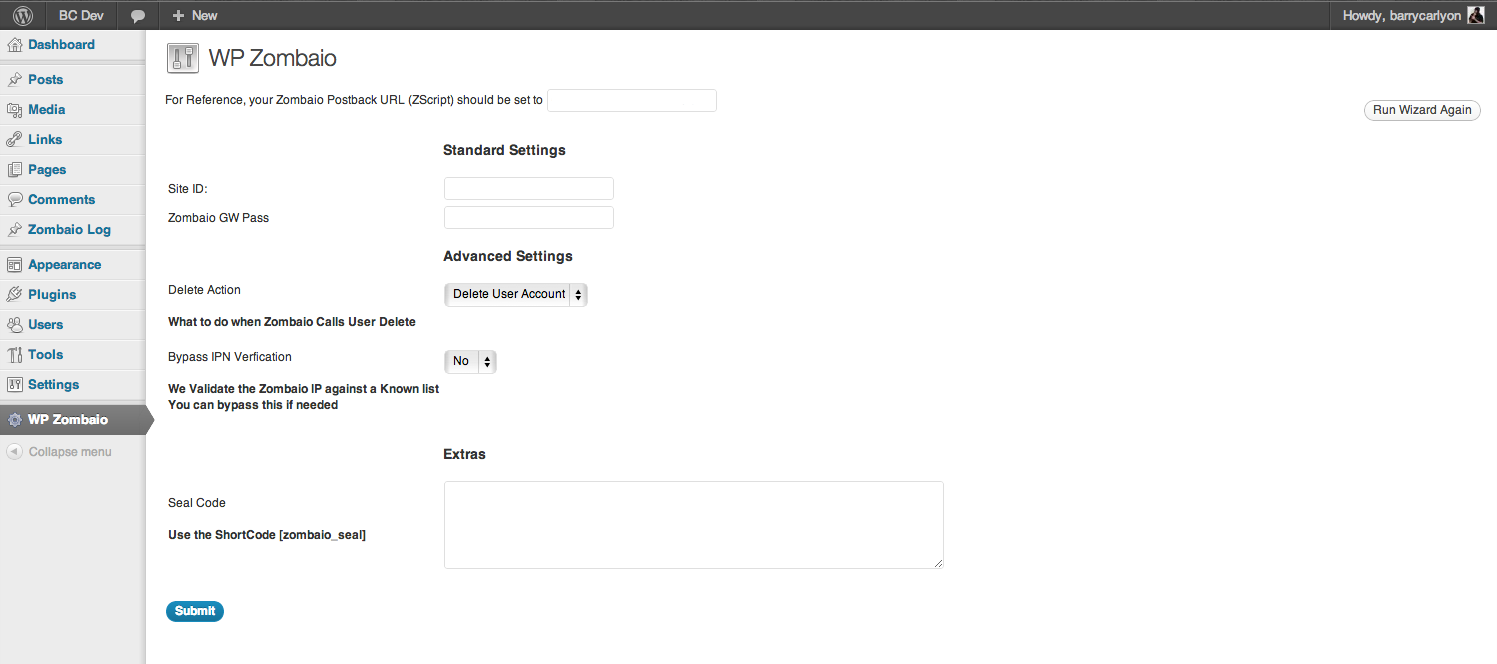 BC Dev
New
Howdy, barrycarlyon
Dashboard
Posts
Media
Links
Pages
Comments
Zombaio Log
Appearance
Plugins
Users
Tools
Settings
WP Zombaio
Collapse menu
WP Zombaio
For Reference, your Zombaio Postback URL (ZScript) should be set to
Run Wizard Again
Standard Settings
Site ID:
Zombaio GW Pass
Advanced Settings
Delete Action
Delete User Account
What to do when Zombaio Calls User Delete
Bypass IPN Verfication
No
We Validate the Zombaio IP against a Known list
You can bypass this if needed
Extras
Seal Code
Use the ShortCode [zombaio_seal]
Submit